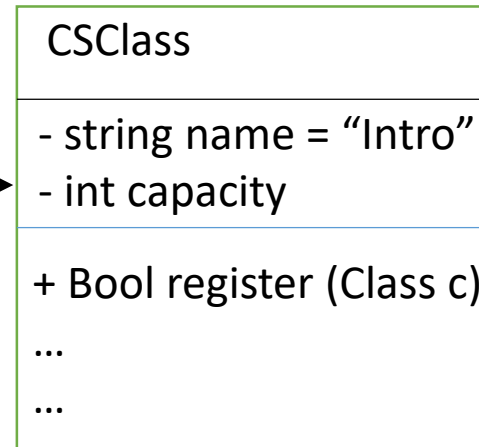 CSClass
- string name = “Intro”
- int capacity
+ Bool register (Class c)
…
…